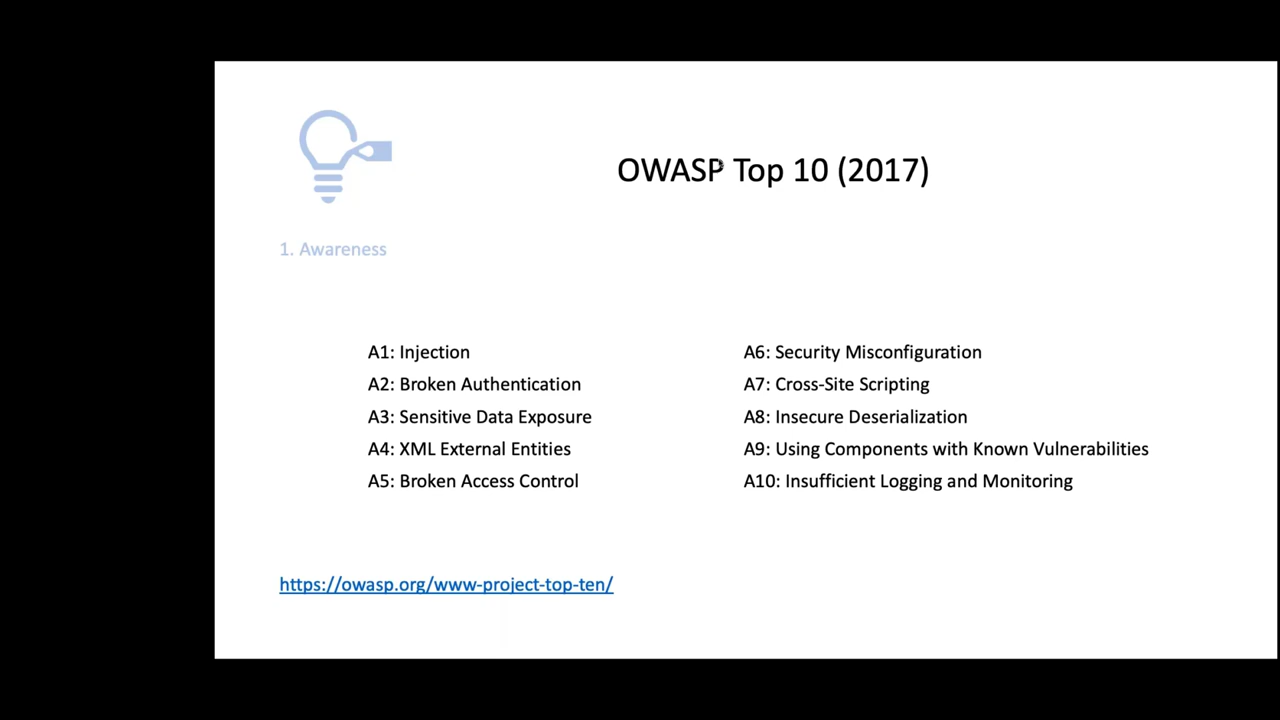 OWASP Top 10 (2017)
1. Awareness
A1: Injection
A2: Broken Authentication
A3: Sensitive Data Exposure
A4: XML External Entities
A5: Broken Access Control
A6: Security Misconfiguration
A7: Cross-Site Scripting
A8: Insecure Deserialization
A9: Using Components with Known Vulnerabilities
A10: Insufficient Logging and Monitoring
https://owasp.org/www-project-top-ten/